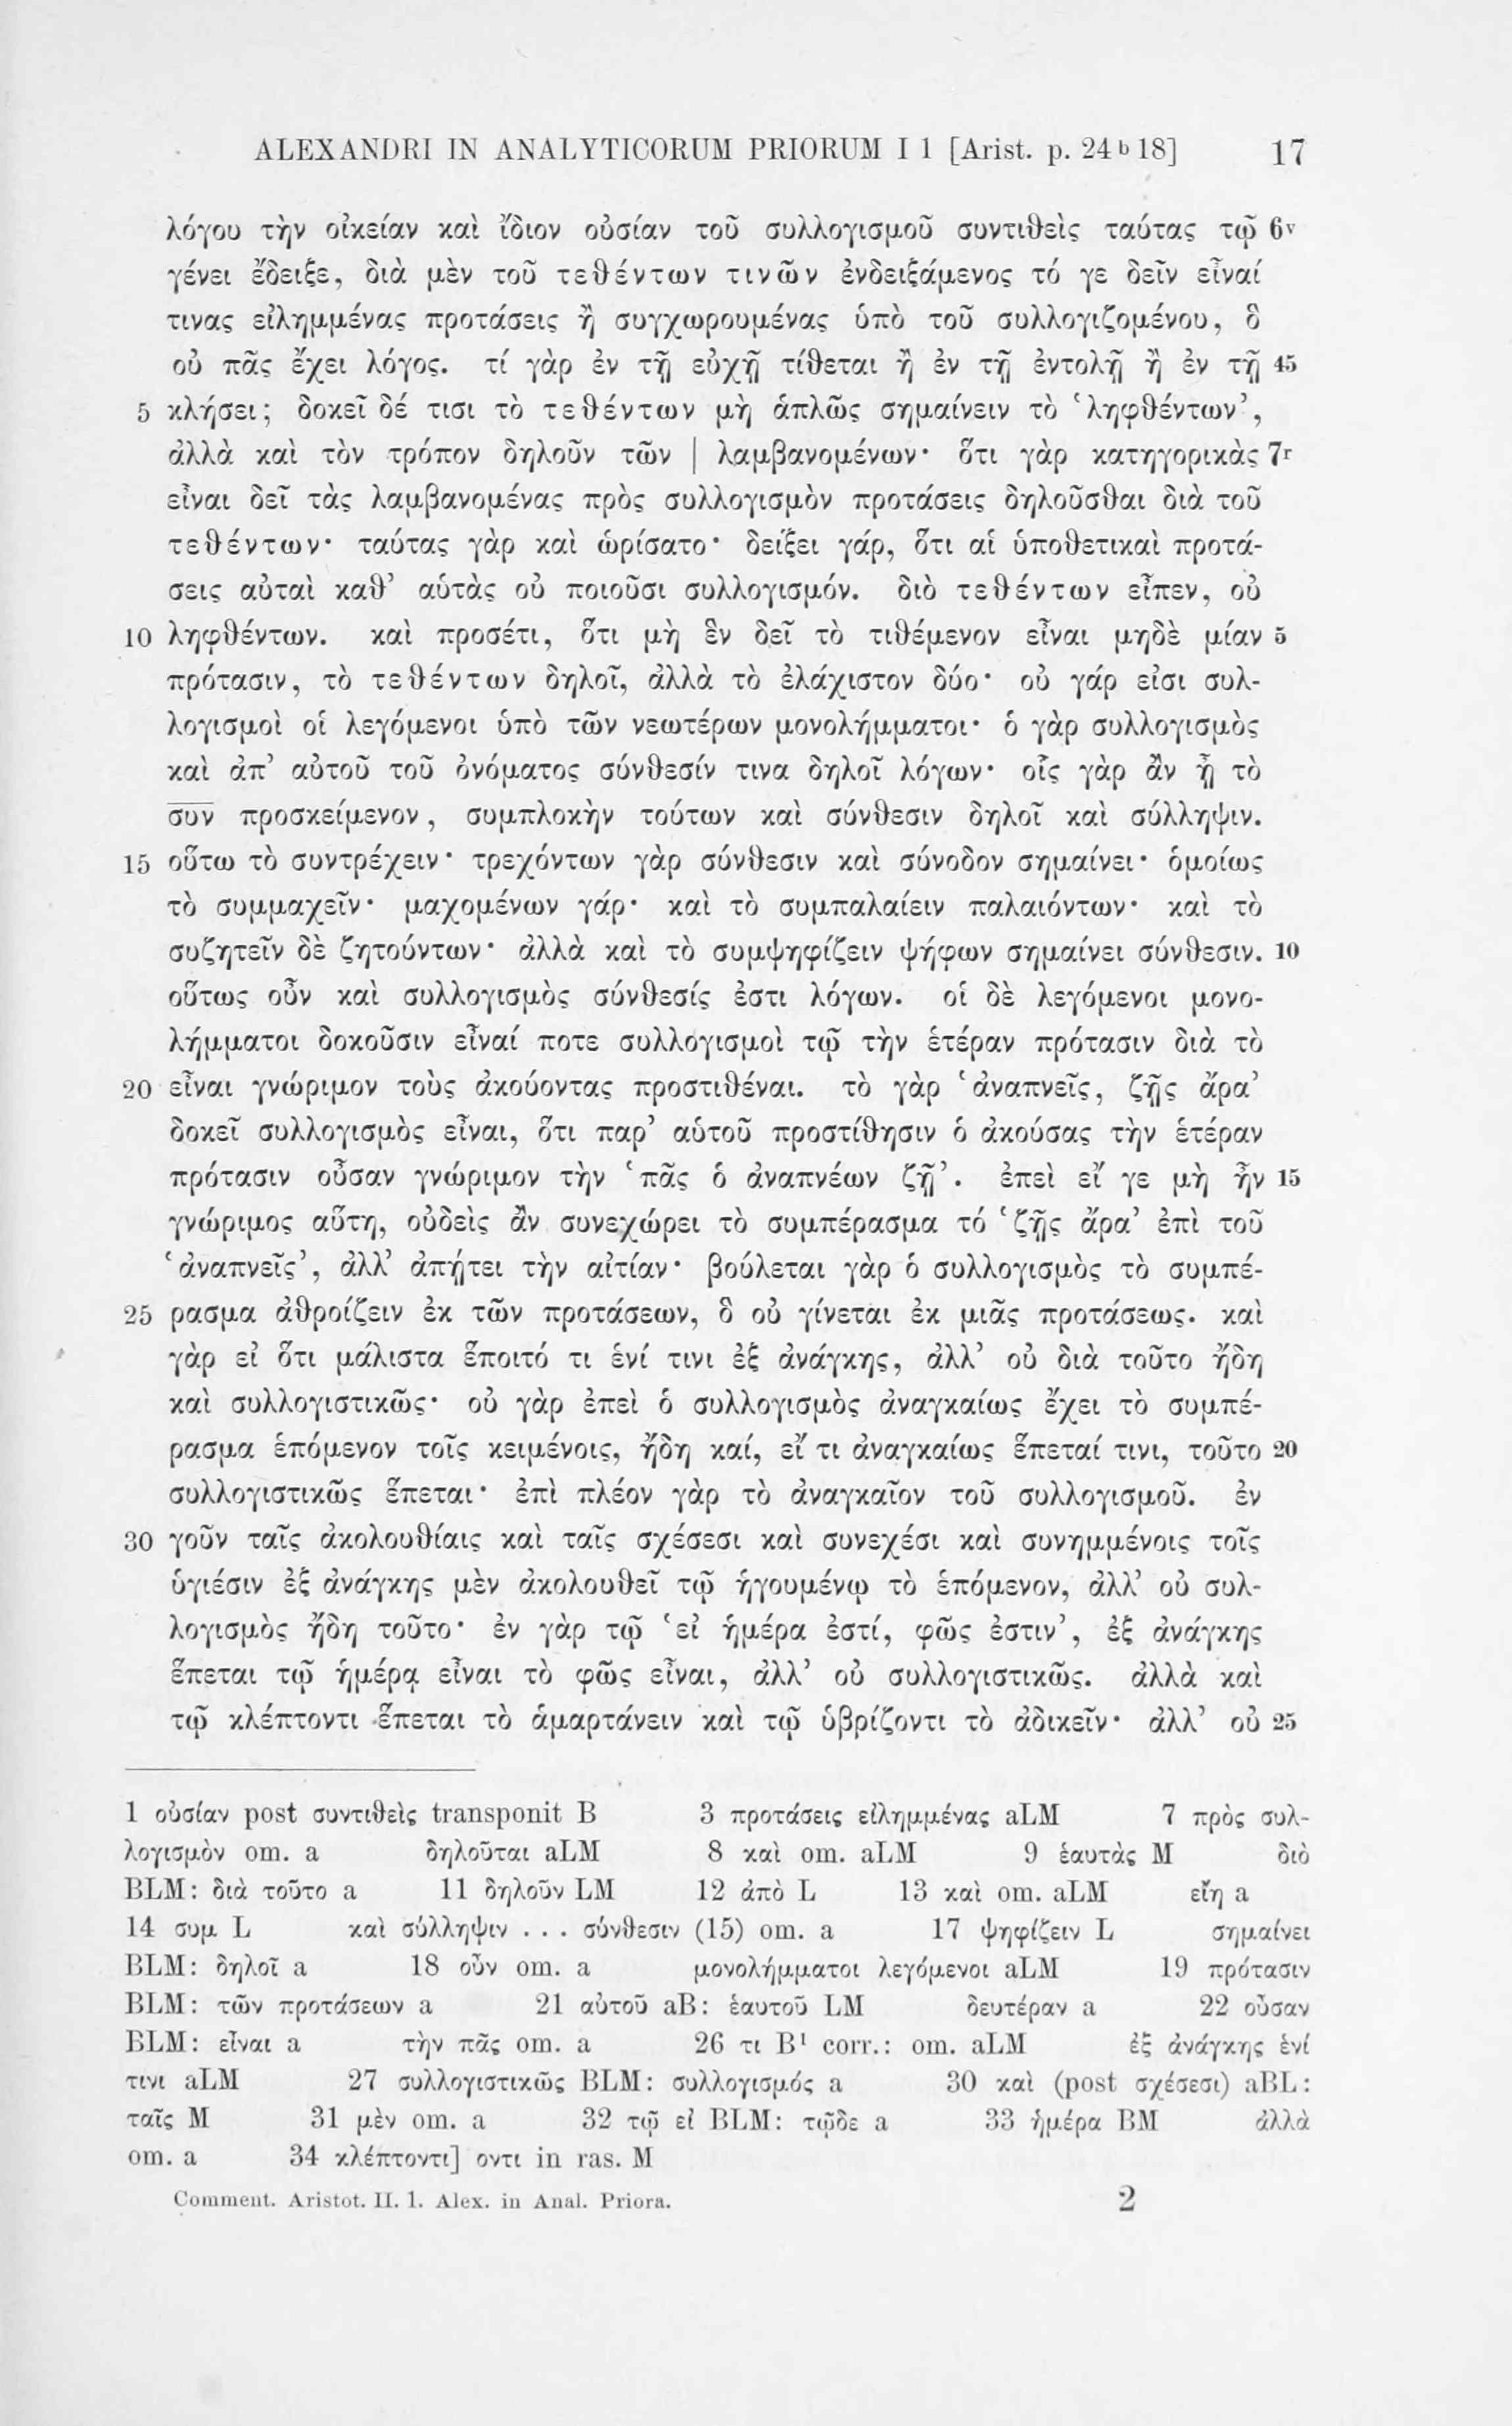 ALEXANDRI IN ANALYTICORUM PRIORUM I 1 [Arist. p. 24 b 18] 17
λόγου τὴν οἰκείαν καὶ ἴδιον οὐσίαν τοῦ συλλογισμοῦ συντιθεὶς ταύτας τῷ 6v
γένει ἔδειξε, διὰ μὲν τοῦ τεθέντων τινῶν ἐνδειξάμενος τό γε δεῖν εἶναί
τινας εἰλημμένας προτάσεις ἢ συγχωρουμένας ὑπὸ τοῦ συλλογιζομένου, ὃ
οὐ πᾶς ἔχει λόγος. τί γὰρ ἐν τῇ εὐχῇ τίθεται ἢ ἐν τῇ ἐντολῇ ἢ ἐν τῇ 45
5 κλήσει; δοκεῖ δέ τισι τὸ τεθέντων μὴ ἁπλῶς σημαίνειν τὸ ‘ληφθέντων’,
ἀλλὰ καὶ τὸν τρόπον δηλοῦν τῶν | λαμβανομένων· ὅτι γὰρ κατηγορικὰς 7r
εἶναι δεῖ τὰς λαμβανομένας πρὸς συλλογισμὸν προτάσεις δηλοῦσθαι διὰ τοῦ
τεθέντων· ταύτας γὰρ καὶ ὡρίσατο· δείξει γάρ, ὅτι αἱ ὑποθετικαὶ προτά-
σεις αὐταὶ καθ’ αὑτὰς οὐ ποιοῦσι συλλογισμόν. διὸ τεθέντων εἶπεν, οὐ
10 ληφθέντων. καὶ προσέτι, ὅτι μὴ ἓν δεῖ τὸ τιθέμενον εἶναι μηδὲ μίαν 5
πρότασιν, τὸ τεθέντων δηλοῖ, ἀλλὰ τὸ ἐλάχιστον δύο· οὐ γάρ εἰσι συλ-
λογισμοὶ οἱ λεγόμενοι ὑπὸ τῶν νεωτέρων μονολήμματοι· ὁ γὰρ συλλογισμὸς
καὶ ἀπ’ αὐτοῦ τοῦ ὀνόματος σύνθεσίν τινα δηλοῖ λόγων· οἷς γὰρ ἂν ᾖ τὸ
συν προσκείμενον, συμπλοκὴν τούτων καὶ σύνθεσιν δηλοῖ καὶ σύλληψιν.
15 οὕτω τὸ συντρέχειν· τρεχόντων γὰρ σύνθεσιν καὶ σύνοδον σημαίνει· ὁμοίως
τὸ συμμαχεῖν· μαχομένων γάρ· καὶ τὸ συμπαλαίειν παλαιόντων· καὶ τὸ
συζητεῖν δὲ ζητούντων· ἀλλὰ καὶ τὸ συμψηφίζειν ψήφων σημαίνει σύνθεσιν. 10
οὕτως οὖν καὶ συλλογισμὸς σύνθεσίς ἐστι λόγων. οἱ δὲ λεγόμενοι μονο-
λήμματοι δοκοῦσιν εἶναί ποτε συλλογισμοὶ τῷ τὴν ἑτέραν πρότασιν διὰ τὸ
20 εἶναι γνώριμον τοὺς ἀκούοντας προστιθέναι. τὸ γὰρ ‘ἀναπνεῖς, ζῇς ἄρα’
δοκεῖ συλλογισμὸς εἶναι, ὅτι παρ’ αὑτοῦ προστίθησιν ὁ ἀκούσας τὴν ἑτέραν
πρότασιν οὖσαν γνώριμον τὴν ‘πᾶς ὁ ἀναπνέων ζῇ’. ἐπεὶ εἴ γε μὴ ἦν 15
γνώριμος αὕτη, οὐδεὶς ἂν συνεχώρει τὸ συμπέρασμα τό ‘ζῇς ἄρα’ ἐπὶ τοῦ
‘ἀναπνεῖς’, ἀλλ’ ἀπῄτει τὴν αἰτίαν· βούλεται γὰρ ὁ συλλογισμὸς τὸ συμπέ-
25 ρασμα ἀθροίζειν ἐκ τῶν προτάσεων, ὃ οὐ γίνεται ἐκ μιᾶς προτάσεως. καὶ
γὰρ εἰ ὅτι μάλιστα ἕποιτό τι ἑνί τινι ἐξ ἀνάγκης, ἀλλ’ οὐ διὰ τοῦτο ἤδη
καὶ συλλογιστικῶς· οὐ γὰρ ἐπεὶ ὁ συλλογισμὸς ἀναγκαίως ἔχει τὸ συμπέ-
ρασμα ἑπόμενον τοῖς κειμένοις, ἤδη καί, εἴ τι ἀναγκαίως ἕπεταί τινι, τοῦτο 20
συλλογιστικῶς ἕπεται· ἐπὶ πλέον γὰρ τὸ ἀναγκαῖον τοῦ συλλογισμοῦ. ἐν
30 γοῦν ταῖς ἀκολουθίαις καὶ ταῖς σχέσεσι καὶ συνεχέσι καὶ συνημμένοις τοῖς
ὑγιέσιν ἐξ ἀνάγκης μὲν ἀκολουθεῖ τῷ ἡγουμένῳ τὸ ἑπόμενον, ἀλλ’ οὐ συλ-
λογισμὸς ἤδη τοῦτο· ἐν γὰρ τῷ ‘εἰ ἡμέρα ἐστί, φῶς ἐστιν’, ἐξ ἀνάγκης
ἕπεται τῷ ἡμέρᾳ εἶναι τὸ φῶς εἶναι, ἀλλ’ οὐ συλλογιστικῶς. ἀλλὰ καὶ
τῷ κλέπτοντι ἕπεται τὸ ἁμαρτάνειν καὶ τῷ ὑβρίζοντι τὸ ἀδικεῖν· ἀλλ’ οὐ 25
1 οὐσίαν post συντιθεὶς transponit B 3 προτάσεις εἰλημμένας aLM 7 πρὸς συλ-
λογισμὸν om. a δηλοῦται aLM 8 καὶ om. aLM 9 ἑαυτὰς M διὸ
BLM: διὰ τοῦτο a 11 δηλοῦν LM 12 ἀπὸ L 13 καὶ om. aLM εἴη a
14 συμ L καὶ σύλληψιν . . . σύνθεσιν (15) om. a 17 ψηφίζειν L σημαίνει
BLM: δηλοῖ a 18 οὖν om. a μονολήμματοι λεγόμενοι aLM 19 πρότασιν
BLM: τῶν προτάσεων a 21 αὑτοῦ aB: ἑαυτοῦ LM δευτέραν a 22 οὖσαν
BLM: εἶναι a τὴν πᾶς om. a 26 τι B¹ corr.: om. aLM ἐξ ἀνάγκης ἑνί
τινι aLM 27 συλλογιστικῶς BLM: συλλογισμός a 30 καὶ (post σχέσεσι) aBL:
ταῖς M 31 μὲν om. a 32 τῷ εἰ BLM: τῷδε a 33 ἡμέρα BM ἀλλὰ
om. a 34 κλέπτοντι] οντι in ras. M
Comment. Aristot. II. 1. Alex. in Anal. Priora. 2